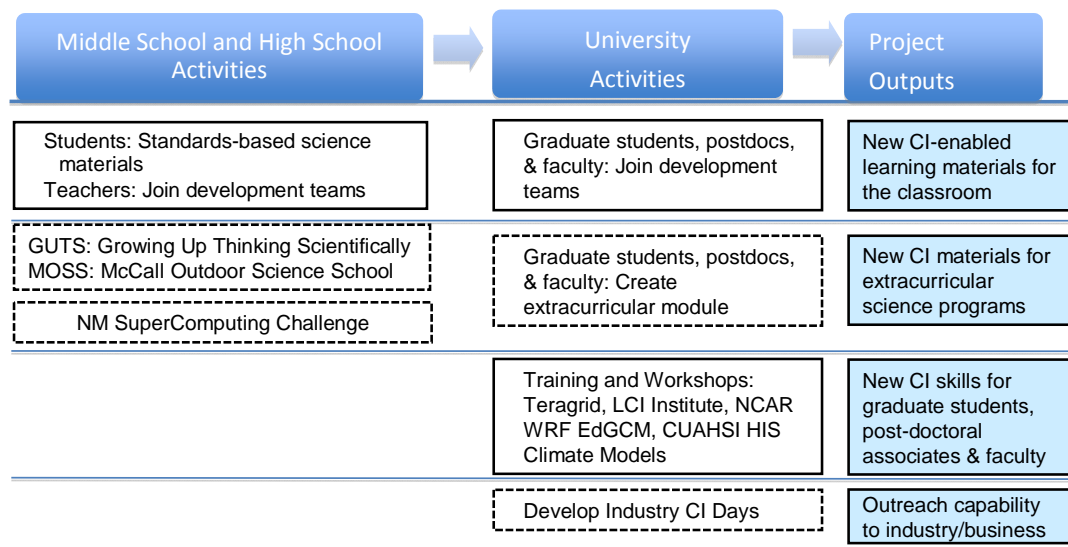 Middle School and High School
Activities
University
Activities
Project
Outputs
Students: Standards-based science
materials
Teachers: Join development teams
Graduate students, postdocs,
& faculty: Join development
teams
New CI-enabled
learning materials for
the classroom
GUTS: Growing Up Thinking Scientifically
MOSS: McCall Outdoor Science School
NM SuperComputing Challenge
Graduate students, postdocs,
& faculty: Create
extracurricular module
New CI materials for
extracurricular
science programs
Training and Workshops:
Teragrid, LCI Institute, NCAR
WRF EdGCM, CUAHSI HIS
Climate Models
New CI skills for
graduate students,
post-doctoral
associates & faculty
Develop Industry CI Days
Outreach capability
to industry/business